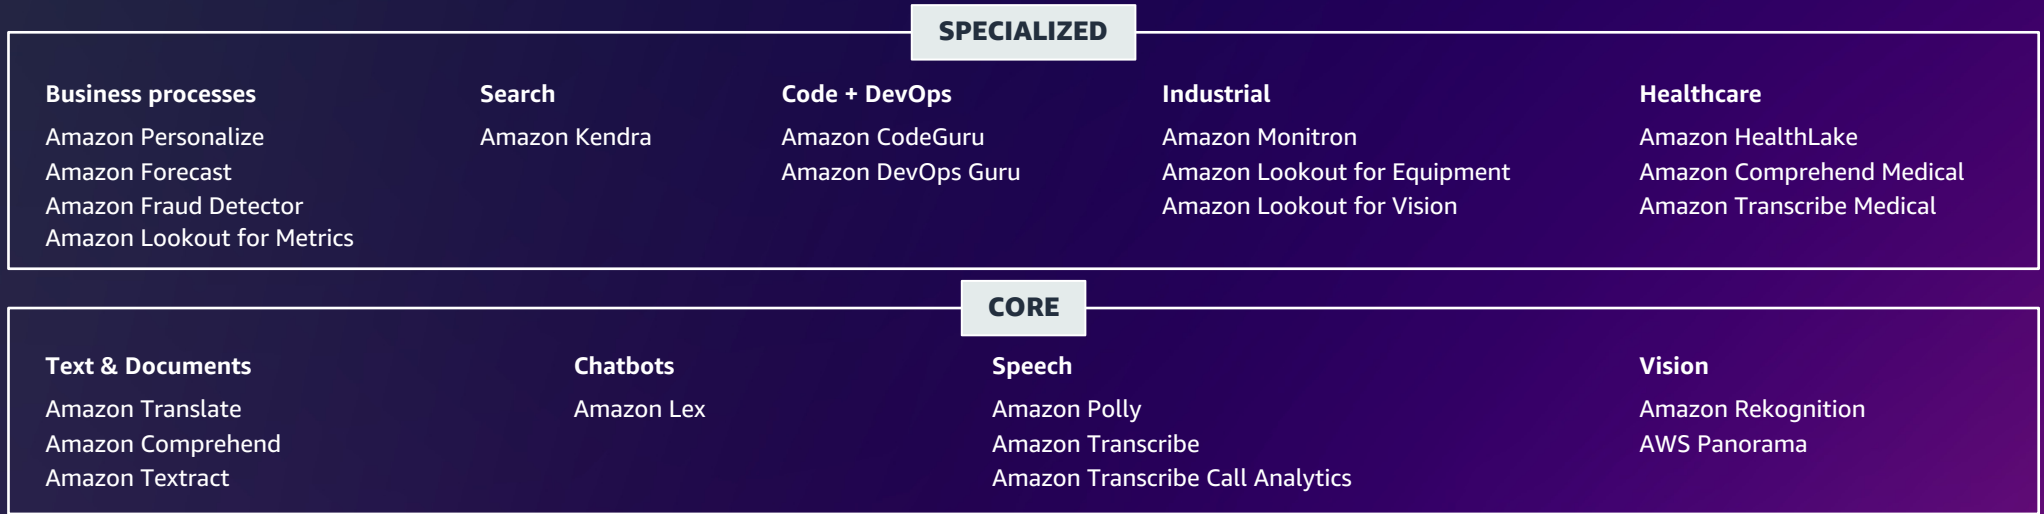 SPECIALIZED
Business processes
Amazon Personalize
Amazon Forecast
Amazon Fraud Detector
Amazon Lookout for Metrics
Search
Amazon Kendra
Code + DevOps
Amazon CodeGuru
Amazon DevOps Guru
Industrial
Amazon Monitron
Amazon Lookout for Equipment
Amazon Lookout for Vision
Healthcare
Amazon HealthLake
Amazon Comprehend Medical
Amazon Transcribe Medical
CORE
Text & Documents
Amazon Translate
Amazon Comprehend
Amazon Textract
Chatbots
Amazon Lex
Speech
Amazon Polly
Amazon Transcribe
Amazon Transcribe Call Analytics
Vision
Amazon Rekognition
AWS Panorama